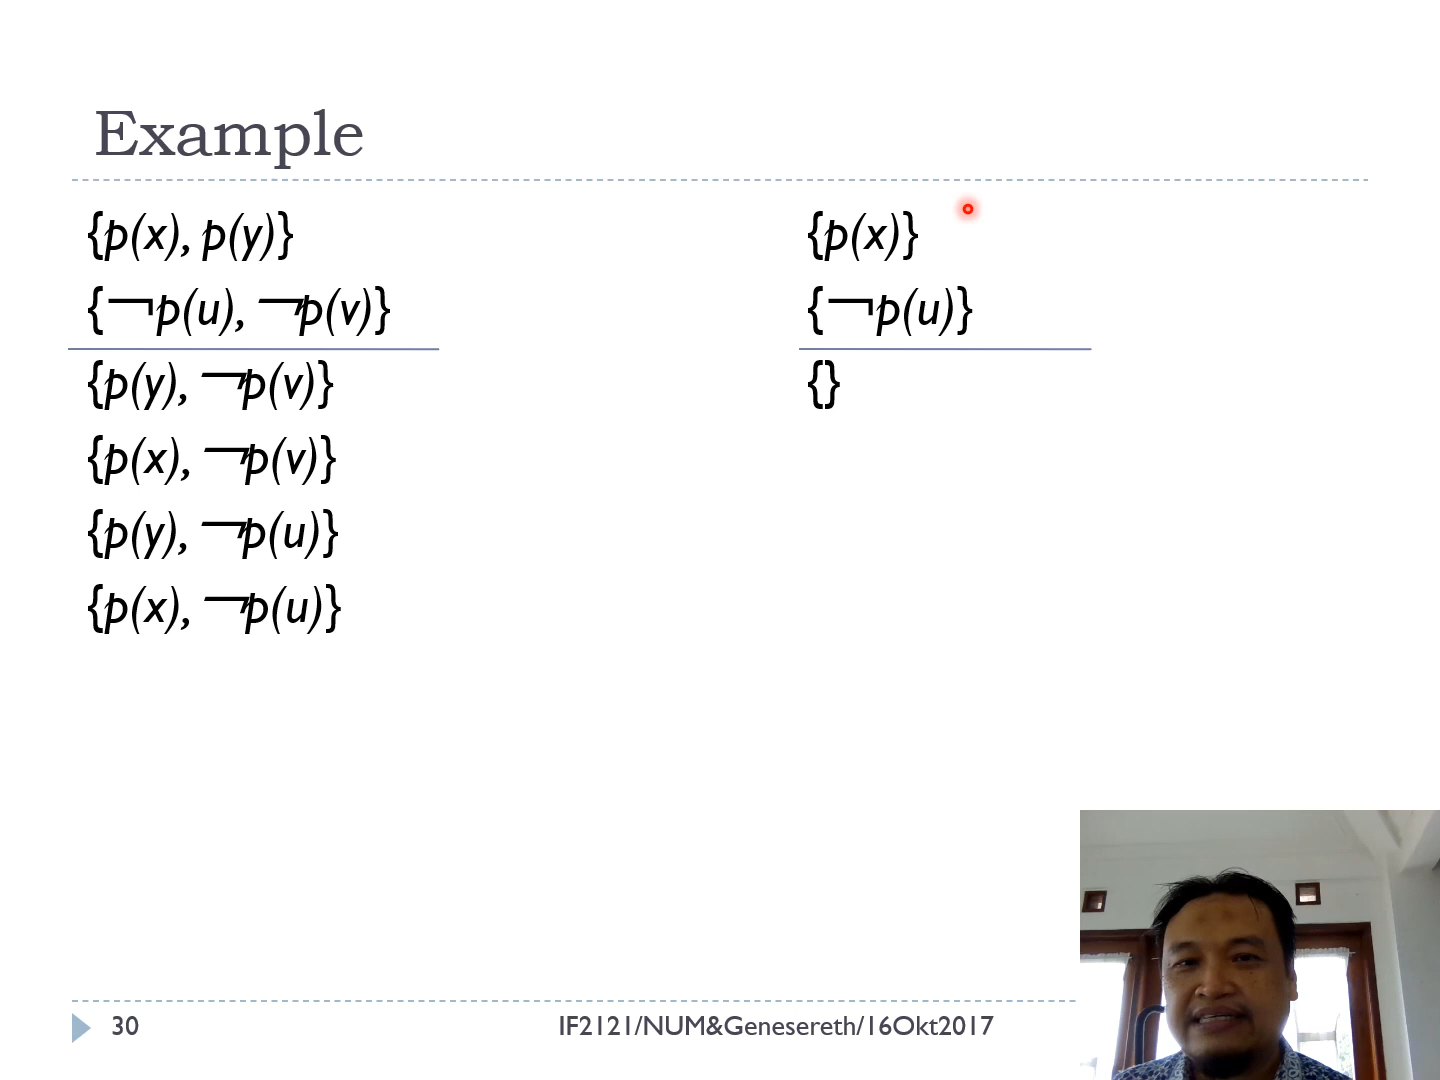 Example
{p(x), p(y)}
{¬p(u), ¬p(v)}
{p(y), ¬p(v)}
{p(x), ¬p(v)}
{p(y), ¬p(u)}
{p(x), ¬p(u)}
{p(x)}
{¬p(u)}
{}
30
IF2121/NUM&Genesereth/16Okt2017